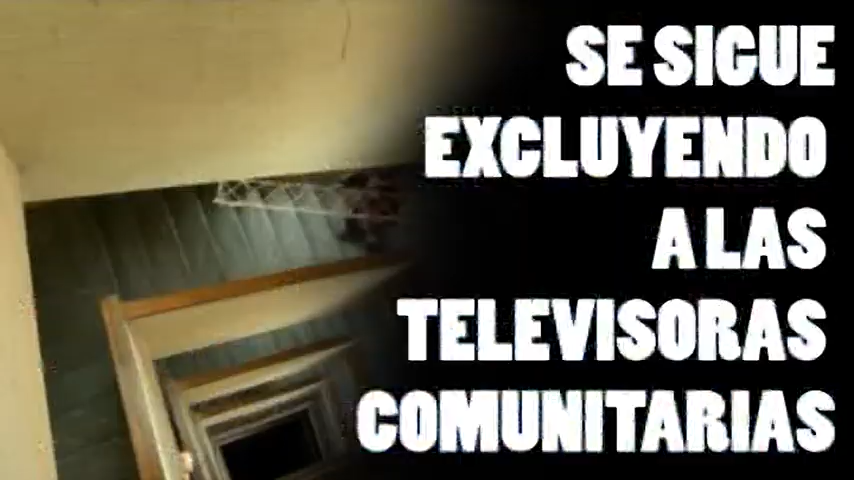 SE SIGUE
EXCLUYENDO
A LAS
TELEVISORAS
COMUNITARIAS